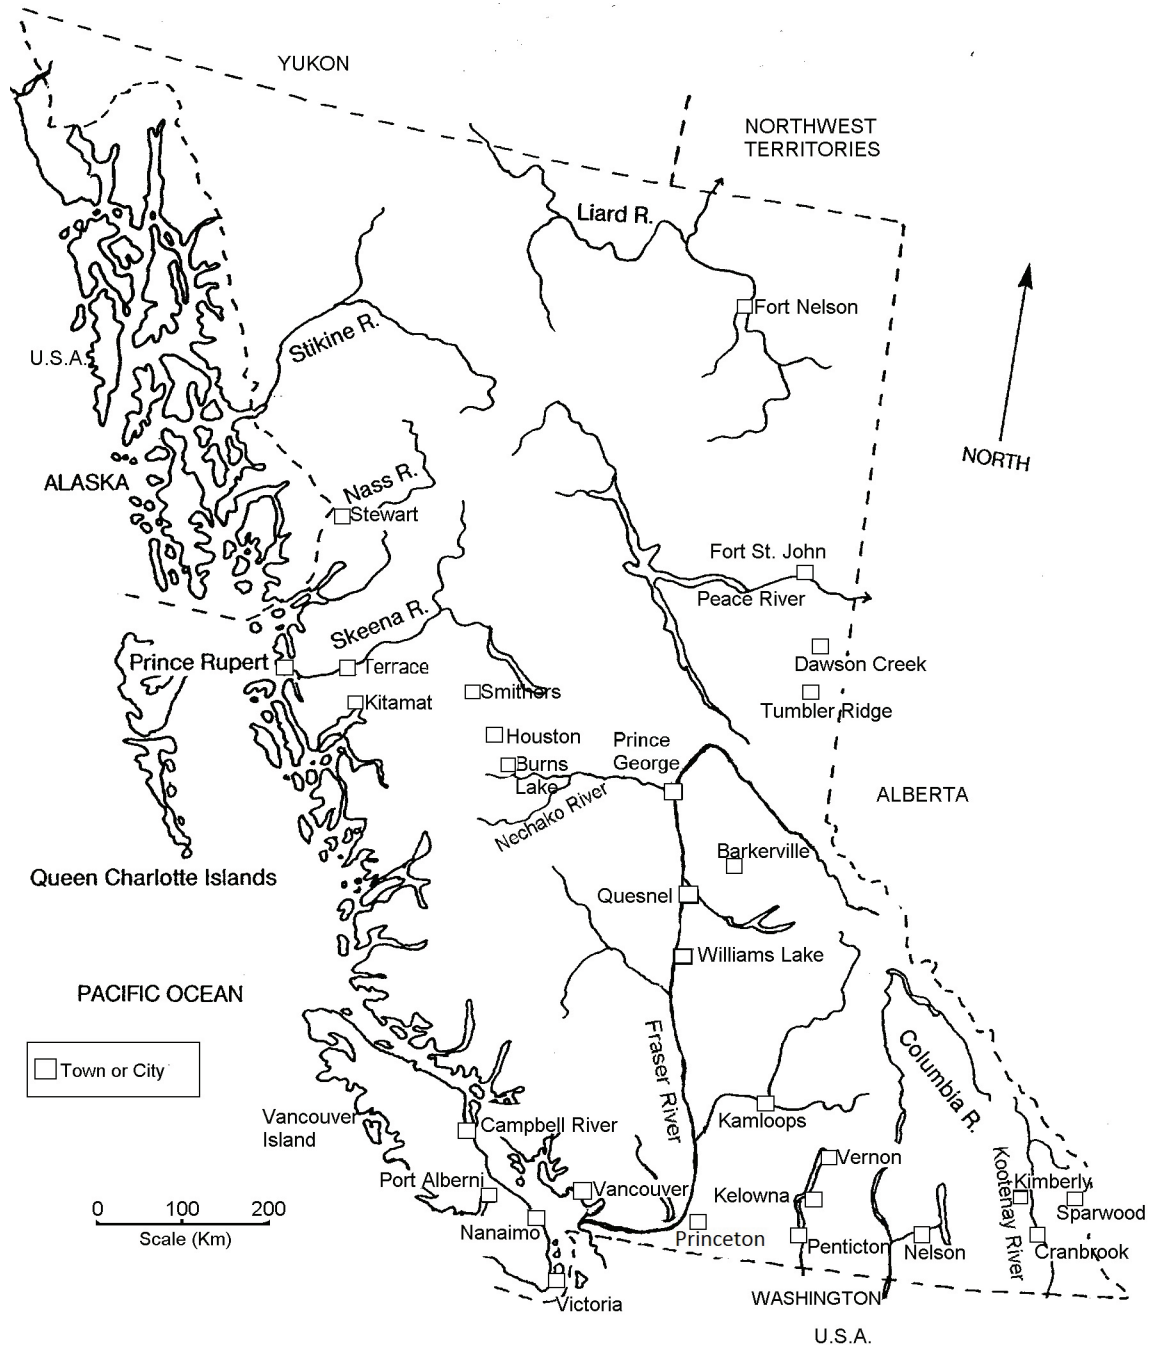 YUKON
NORTHWEST
TERRITORIES
Liard R.
Fort Nelson
Stikine R.
U.S.A.
NORTH
ALASKA
Nass R.
Stewart
Fort St. John
Peace River
Skeena R.
Prince Rupert
Terrace
Dawson Creek
Kitamat
Smithers
Tumbler Ridge
Houston
Prince
George
Burns
Lake
Nechako River
ALBERTA
Barkerville
Queen Charlotte Islands
Quesnel
Williams Lake
PACIFIC OCEAN
Fraser River
Columbia R.
Town or City
Vancouver
Island
Campbell River
Kamloops
Vernon
Kootenay River
Kimberly
Port Alberni
Vancouver
Kelowna
Sparwood
0 100 200
Scale (Km)
Nanaimo
Princeton
Penticton
Nelson
Cranbrook
WASHINGTON
Victoria
U.S.A.